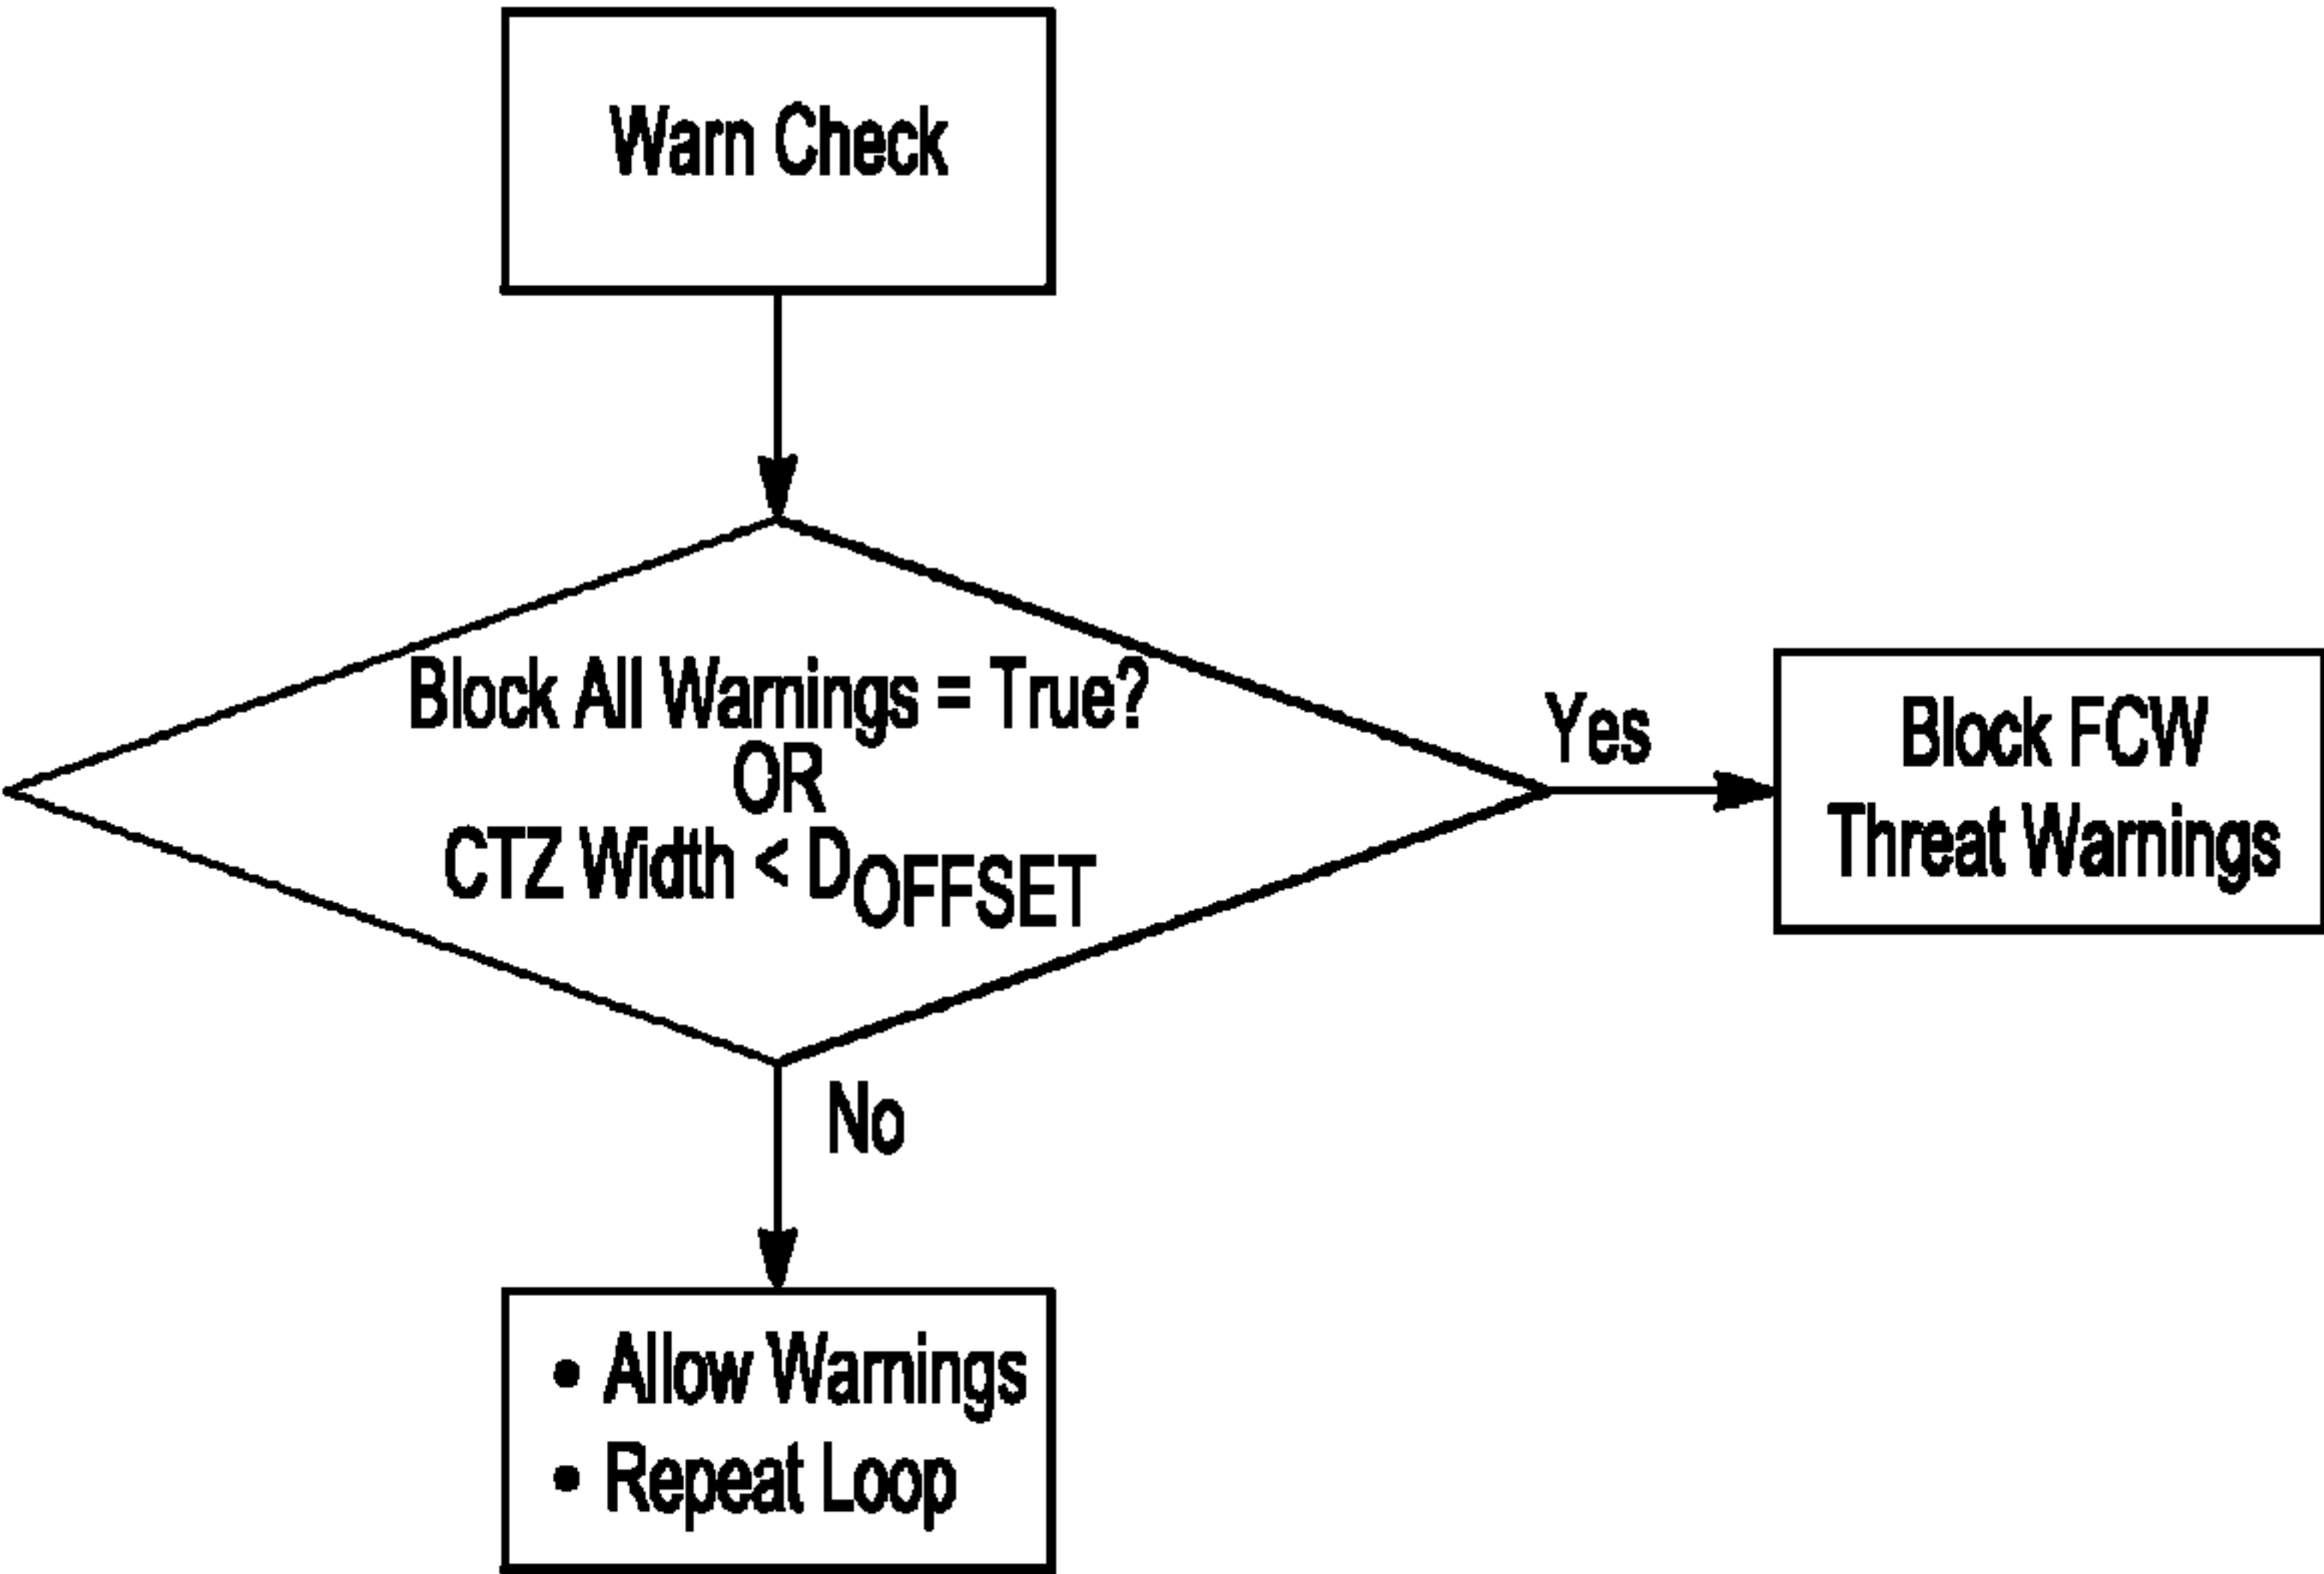 Warn Check
Block All Warnings = True?
OR
CTZ Width < DOFFSET
Yes
Block FCW
Threat Warnings
No
• Allow Warnings
• Repeat Loop